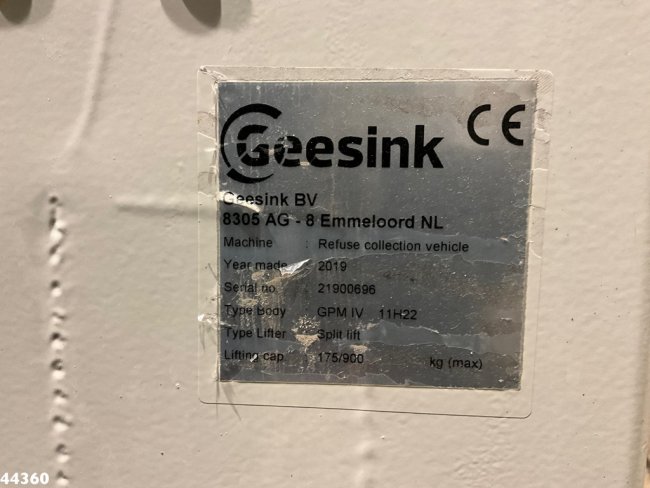 Geesink CE
Geesink BV
8305 AG - 8 Emmeloord NL
Machine : Refuse collection vehicle
Year made : 2019
Serial no. : 21900696
Type Body : GPM IV 11H22
Type Lifter : Split lift
Lifting cap. : 175/900 kg (max)
44360